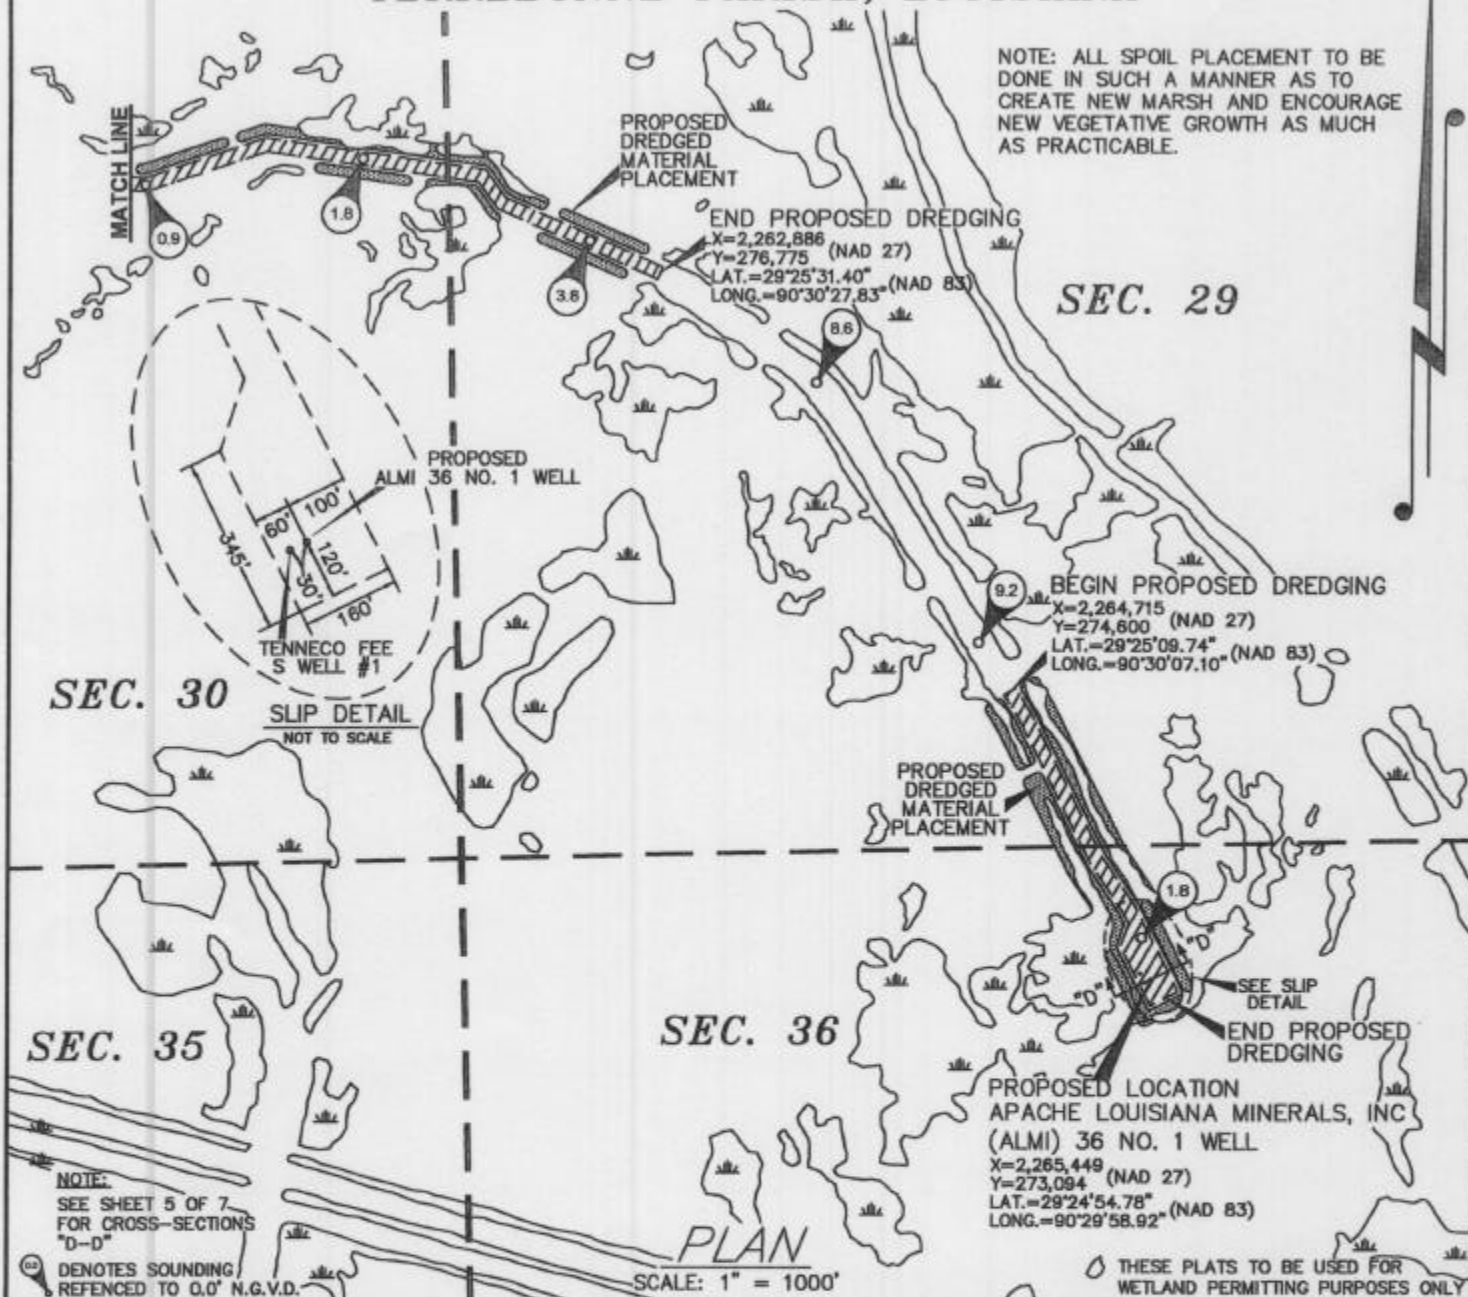 NOTE: ALL SPOIL PLACEMENT TO BE
DONE IN SUCH A MANNER AS TO
CREATE NEW MARSH AND ENCOURAGE
NEW VEGETATIVE GROWTH AS MUCH
AS PRACTICABLE.
MATCH LINE
PROPOSED
DREDGED
MATERIAL
PLACEMENT
0.9
1.8
3.8
END PROPOSED DREDGING
X=2,262,886 (NAD 27)
Y=276,775
LAT.=29°25'31.40" (NAD 83)
LONG.=90°30'27.83"
SEC. 29
8.6
PROPOSED
ALMI 36 NO. 1 WELL
60'
100'
345'
120'
30'
160'
TENNECO FEE
S WELL #1
SLIP DETAIL
NOT TO SCALE
SEC. 30
9.2
BEGIN PROPOSED DREDGING
X=2,264,715 (NAD 27)
Y=274,600
LAT.=29°25'09.74" (NAD 83)
LONG.=90°30'07.10"
PROPOSED
DREDGED
MATERIAL
PLACEMENT
1.8
"D"
"D"
SEE SLIP
DETAIL
END PROPOSED
DREDGING
SEC. 35
SEC. 36
PROPOSED LOCATION
APACHE LOUISIANA MINERALS, INC
(ALMI) 36 NO. 1 WELL
X=2,265,449 (NAD 27)
Y=273,094
LAT.=29°24'54.78" (NAD 83)
LONG.=90°29'58.92"
NOTE:
SEE SHEET 5 OF 7
FOR CROSS-SECTIONS
"D-D"
0.0 DENOTES SOUNDING
REFENCED TO 0.0' N.G.V.D.
PLAN
SCALE: 1" = 1000'
THESE PLATS TO BE USED FOR
WETLAND PERMITTING PURPOSES ONLY